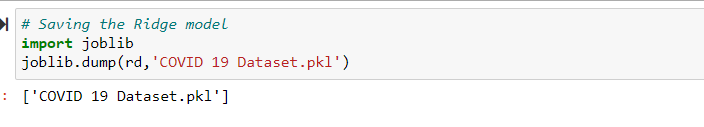 # Saving the Ridge model
import joblib
joblib.dump(rd,'COVID 19 Dataset.pkl')
: ['COVID 19 Dataset.pkl']